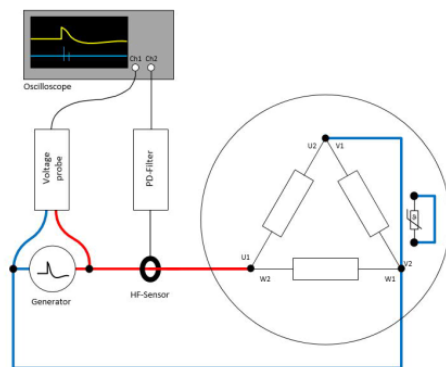 Ch1 Ch2
Oscilloscope
Voltage
probe
PD-Filter
U2 V1
ϑ
U1
V2
W2
W1
Generator
HF-Sensor